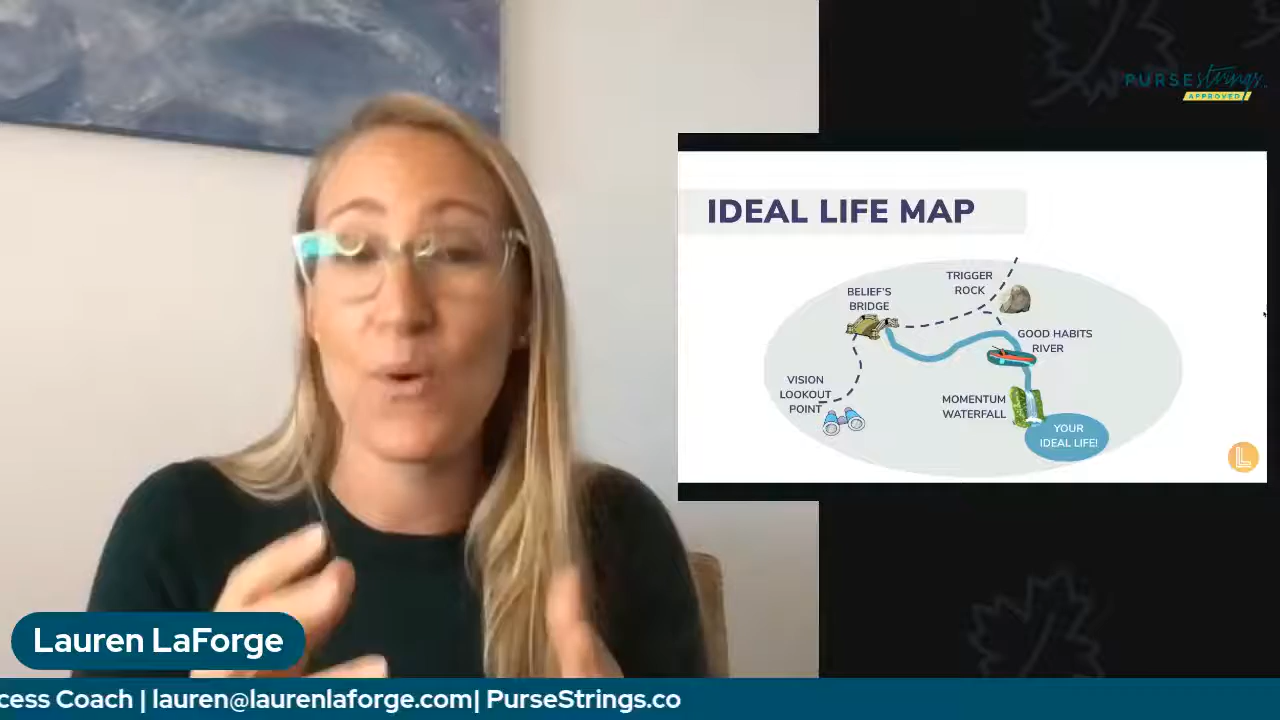 PURSEstrings
APPROVED
IDEAL LIFE MAP
TRIGGER
ROCK
BELIEF'S
BRIDGE
GOOD HABITS
RIVER
VISION
LOOKOUT
POINT
MOMENTUM
WATERFALL
YOUR
IDEAL LIFE!
L
Lauren LaForge
cess Coach | lauren@laurenlaforge.com| PurseStrings.co